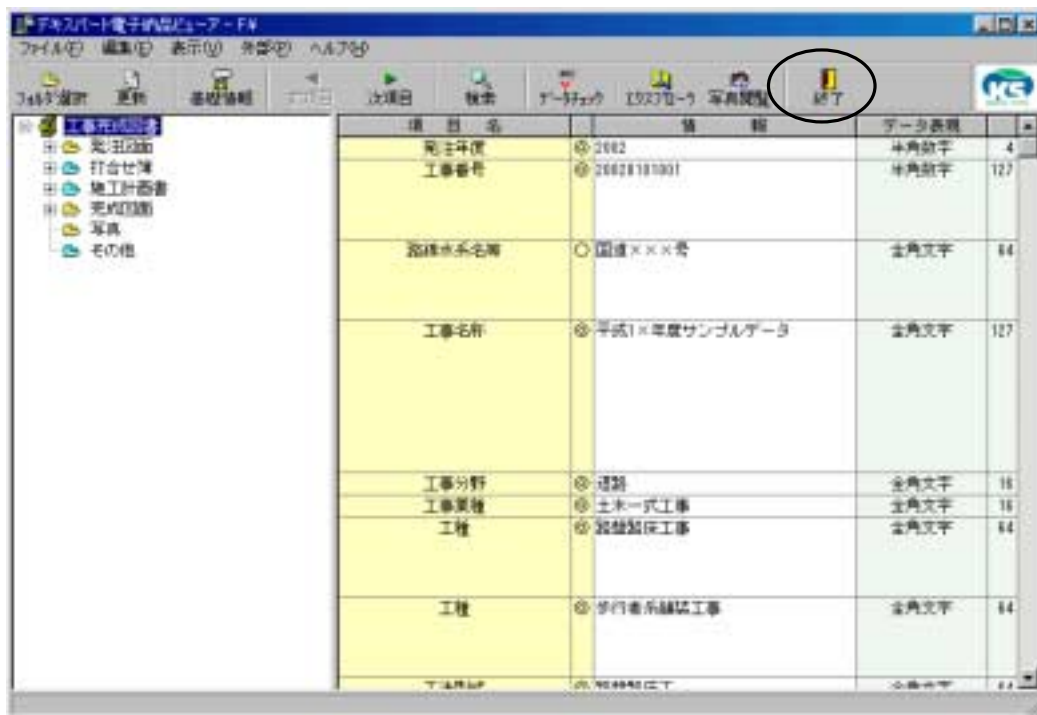 デキスパート電子納品ビューア - F:¥
ファイル(F) 編集(E) 表示(V) 外部(P) ヘルプ(H)
フォルダ選択 更新 基礎情報 次項目 検索 データチェック エクスプローラ 写真閲覧 終了
KS
工事完成図書
発注図面
打合せ簿
施工計画書
完成図面
写真
その他
項 目 名 情 報 データ表現
発注年度 ◎ 2002 半角数字 4
工事番号 ◎ 20020101001 半角数字 127
路線水系名等 ○ 国道×××号 全角文字 64
工事名称 ◎ 平成1×年度サンプルデータ 全角文字 127
工事分野 ◎ 道路 全角文字 16
工事業種 ◎ 土木一式工事 全角文字 16
工種 ◎ 路盤路床工事 全角文字 64
工種 ◎ 歩行者系舗装工事 全角文字 64